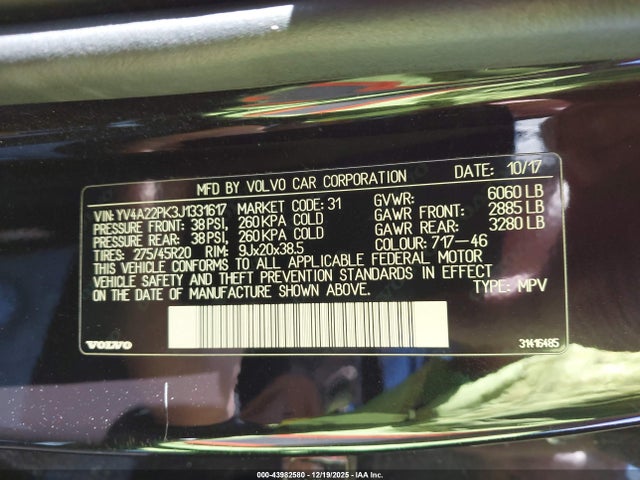 MFD BY VOLVO CAR CORPORATION DATE: 10/17
VIN: YV4A22PK3J1331617 MARKET CODE: 31 GVWR: 6060 LB
PRESSURE FRONT: 38 PSI, 260 KPA COLD GAWR FRONT: 2885 LB
PRESSURE REAR: 38 PSI, 260 KPA COLD GAWR REAR: 3280 LB
TIRES: 275/45R20 RIM: 9Jx20x38.5 COLOUR: 717-46
THIS VEHICLE CONFORMS TO ALL APPLICABLE FEDERAL MOTOR
VEHICLE SAFETY AND THEFT PREVENTION STANDARDS IN EFFECT
ON THE DATE OF MANUFACTURE SHOWN ABOVE. TYPE: MPV
VOLVO 31416485
000-43982580 - 12/19/2025 - IAA Inc.